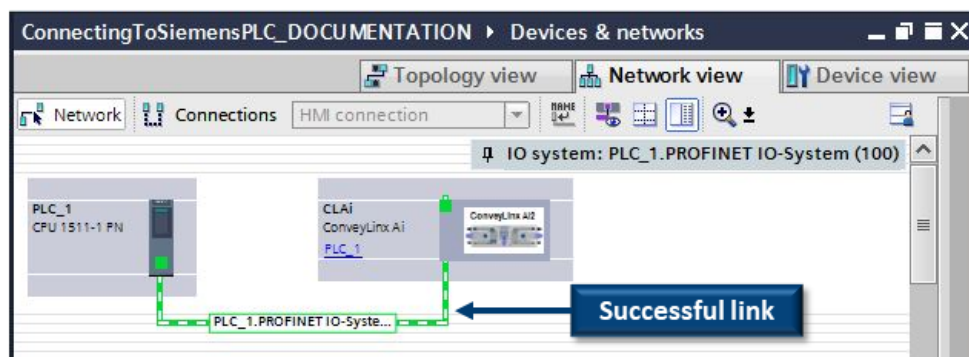 ConnectingToSiemensPLC_DOCUMENTATION ▸ Devices & networks
Topology view Network view Device view
Network Connections HMI connection
IO system: PLC_1.PROFINET IO-System (100)
PLC_1
CPU 1511-1 PN
CLAi
ConveyLinx Ai
PLC_1
ConveyLinx Ai2
PLC_1.PROFINET IO-Syste...
Successful link